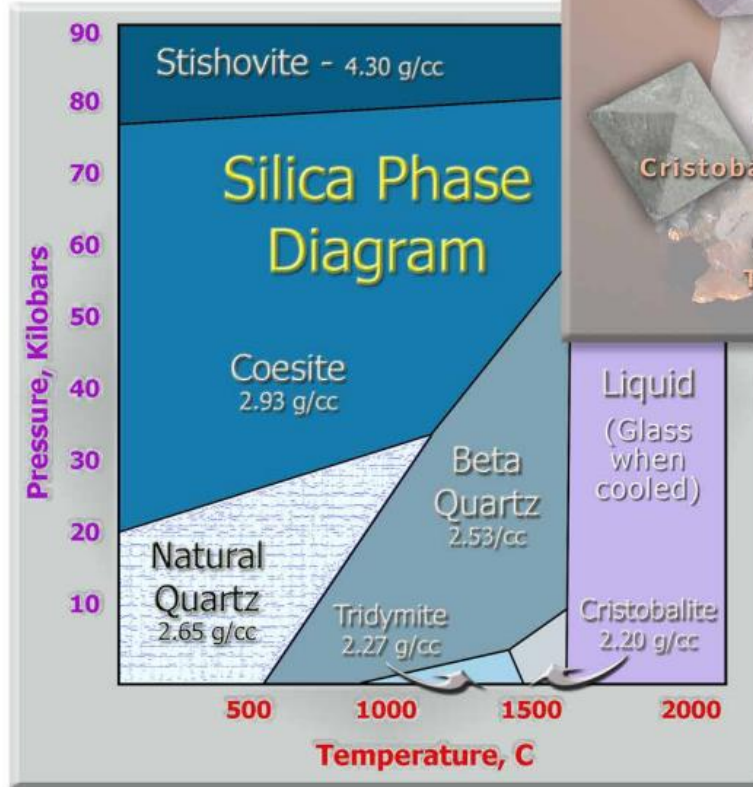 90
80
70
60
50
40
30
20
10
Pressure, Kilobars
Stishovite - 4.30 g/cc
Silica Phase
Diagram
Coesite
2.93 g/cc
Natural
Quartz
2.65 g/cc
Beta
Quartz
2.53/cc
Tridymite
2.27 g/cc
Liquid
(Glass
when
cooled)
Cristobalite
2.20 g/cc
500 1000 1500 2000
Temperature, C
Cristoba
T